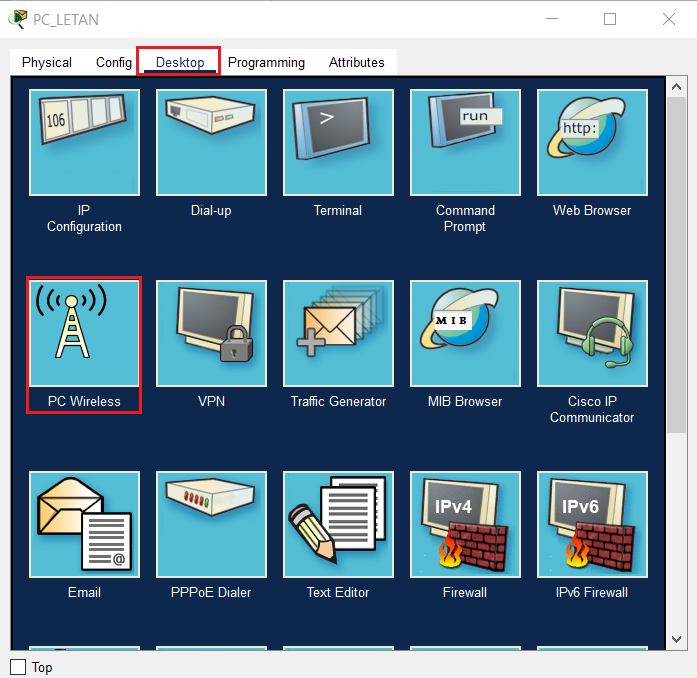 PC_LETAN
Physical Config Desktop Programming Attributes
106
>
run
http:
IP
Configuration
Dial-up
Terminal
Command
Prompt
Web Browser
MIB
PC Wireless
VPN
Traffic Generator
MIB Browser
Cisco IP
Communicator
@
IPv4
IPv6
Email
PPPoE Dialer
Text Editor
Firewall
IPv6 Firewall
Top